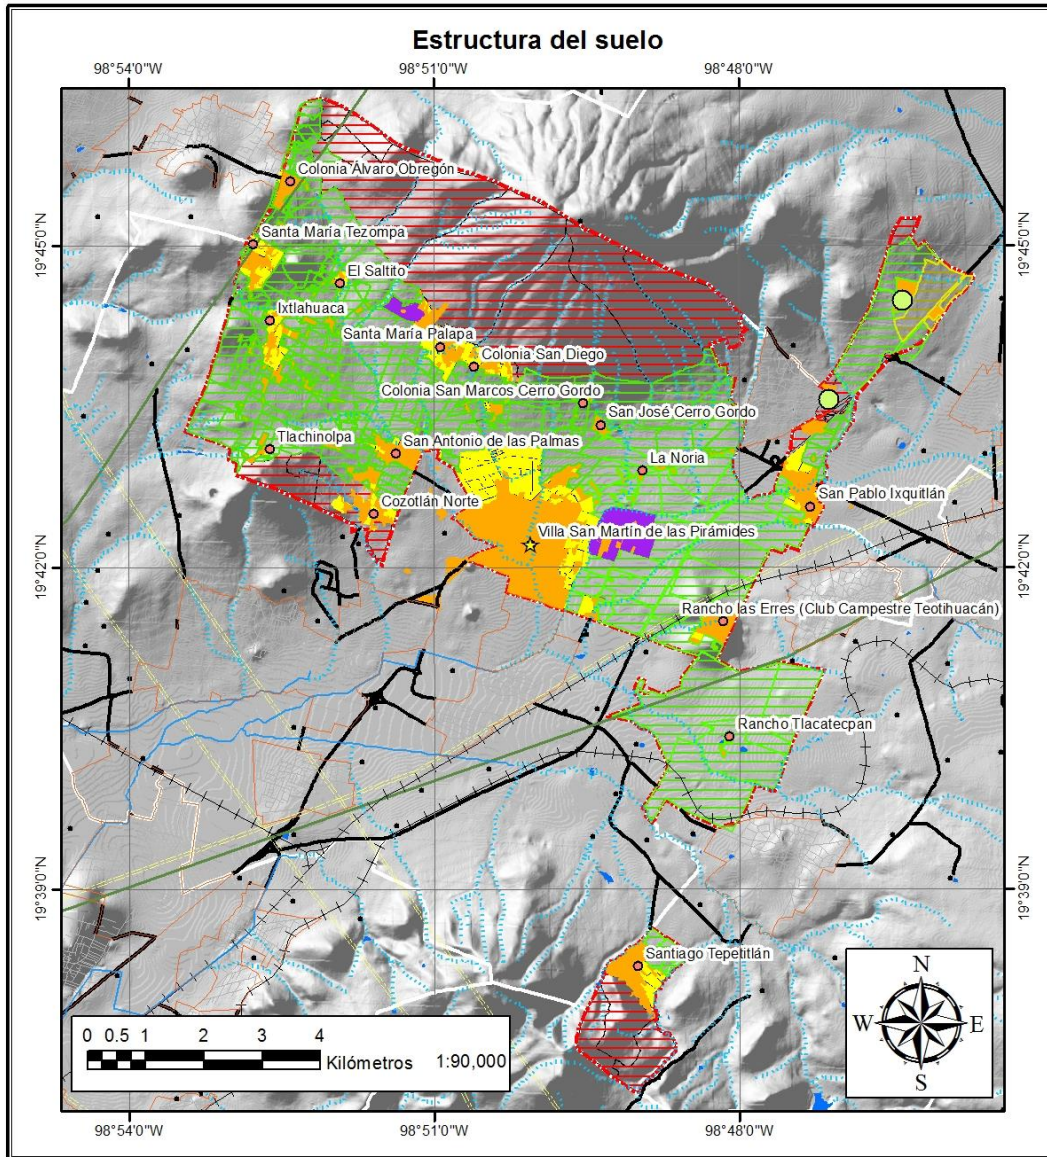 Estructura del suelo
98°54'0"W
98°51'0"W
98°48'0"W
19°45'0"N
19°45'0"N
Colonia Álvaro Obregón
Santa María Tezompa
El Saltito
Ixtlahuaca
Santa María Palapa
Colonia San Diego
Colonia San Marcos Cerro Gordo
San José Cerro Gordo
Tlachinolpa
San Antonio de las Palmas
La Noria
Cozotlán Norte
San Pablo Ixquitlán
Villa San Martín de las Pirámides
19°42'0"N
19°42'0"N
Rancho las Erres (Club Campestre Teotihuacán)
Rancho Tlacatecpan
19°39'0"N
19°39'0"N
Santiago Tepetitlán
N
W
E
S
0 0.5 1 2 3 4
Kilómetros 1:90,000
98°54'0"W
98°51'0"W
98°48'0"W